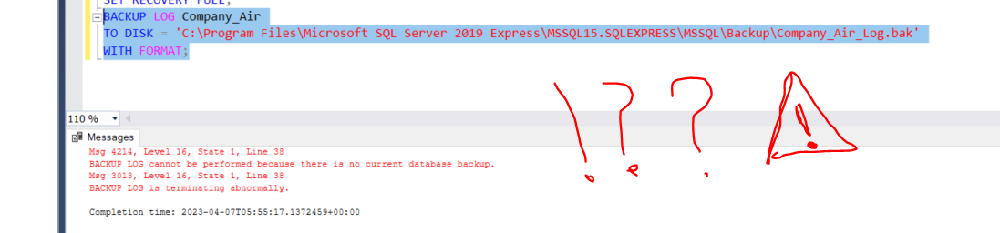 SET RECOVERY FULL;
BACKUP LOG Company_Air
TO DISK = 'C:\Program Files\Microsoft SQL Server 2019 Express\MSSQL15.SQLEXPRESS\MSSQL\Backup\Company_Air_Log.bak'
WITH FORMAT;
! ? ? !
110 %
Messages
Msg 4214, Level 16, State 1, Line 38
BACKUP LOG cannot be performed because there is no current database backup.
Msg 3013, Level 16, State 1, Line 38
BACKUP LOG is terminating abnormally.
Completion time: 2023-04-07T05:55:17.1372459+00:00